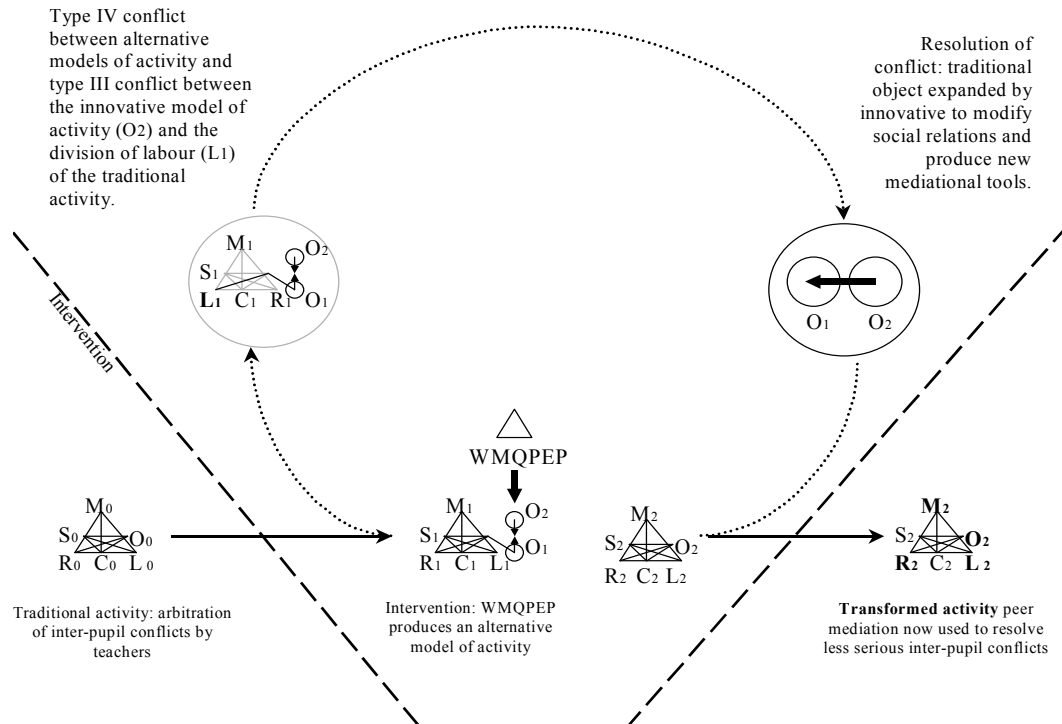 Type IV conflict
between alternative
models of activity and
type III conflict between
the innovative model of
activity (O2) and the
division of labour (L1)
of the traditional
activity.
Resolution of
conflict: traditional
object expanded by
innovative to modify
social relations and
produce new
mediational tools.
M1
O2
S1
L1 C1 R1 O1
O1 O2
Intervention
WMQPEP
M0
S0 O0
R0 C0 L0
M1 O2
S1 O1
R1 C1 L1
M2
S2 O2
R2 C2 L2
M2
S2 O2
R2 C2 L2
Traditional activity: arbitration
of inter-pupil conflicts by
teachers
Intervention: WMQPEP
produces an alternative
model of activity
Transformed activity peer
mediation now used to resolve
less serious inter-pupil conflicts